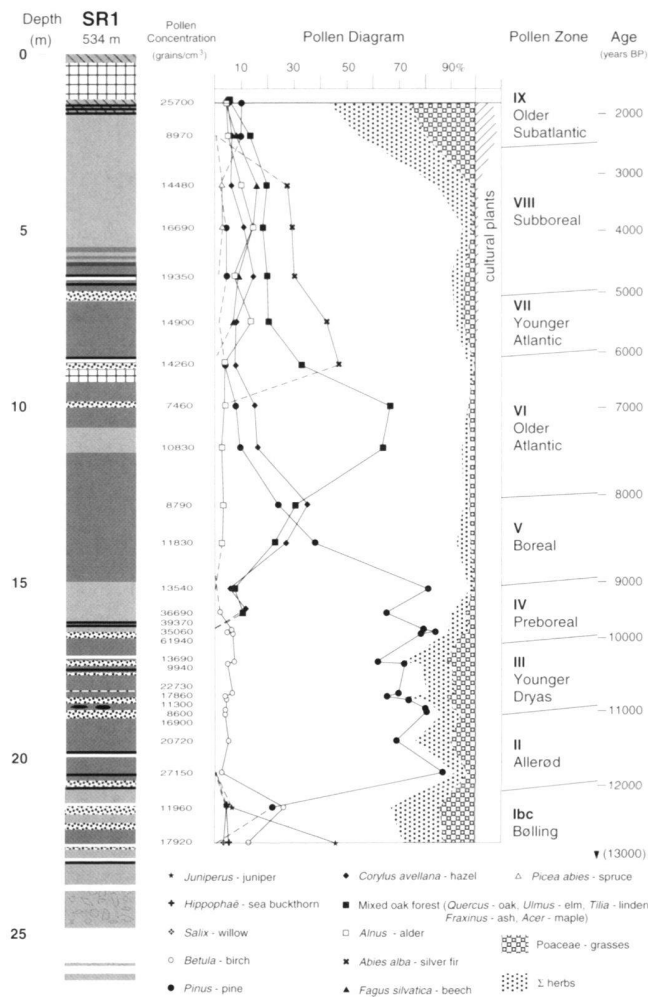 Depth
(m)
SR1
534 m
Pollen
Concentration
(grains/cm³)
Pollen Diagram
Pollen Zone
Age
(years BP)
0
5
10
15
20
25
10 30 50 70 90%
25700
8970
14480
16690
19350
14900
14260
7460
10830
8790
11830
13540
36690
39370
35060
61940
13690
9940
22730
17860
11300
8600
16900
20720
27150
11960
17920
cultural plants
IX
Older
Subatlantic
VIII
Subboreal
VII
Younger
Atlantic
VI
Older
Atlantic
V
Boreal
IV
Preboreal
III
Younger
Dryas
II
Allerød
Ibc
Bølling
2000
3000
4000
5000
6000
7000
8000
9000
10000
11000
12000
(13000)
Juniperus - juniper
Hippophaé - sea buckthorn
Salix - willow
Betula - birch
Pinus - pine
Corylus avellana - hazel
Mixed oak forest (Quercus - oak, Ulmus - elm, Tilia - linden
Fraxinus - ash, Acer - maple)
Alnus - alder
Abies alba - silver fir
Fagus silvatica - beech
Picea abies - spruce
Poaceae - grasses
Σ herbs